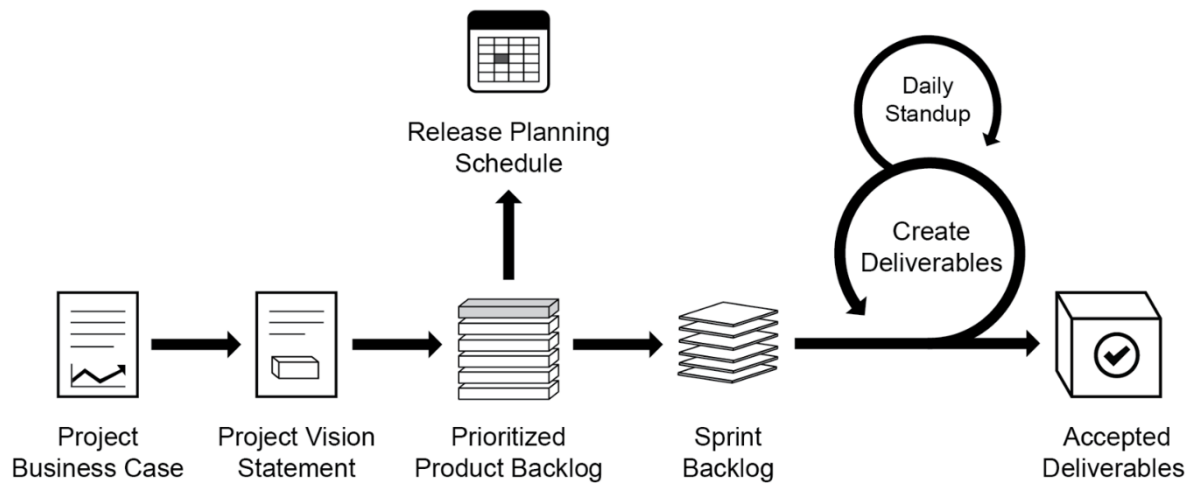 Daily
Standup
Release Planning
Schedule
Create
Deliverables
Project
Business Case
Project Vision
Statement
Prioritized
Product Backlog
Sprint
Backlog
Accepted
Deliverables